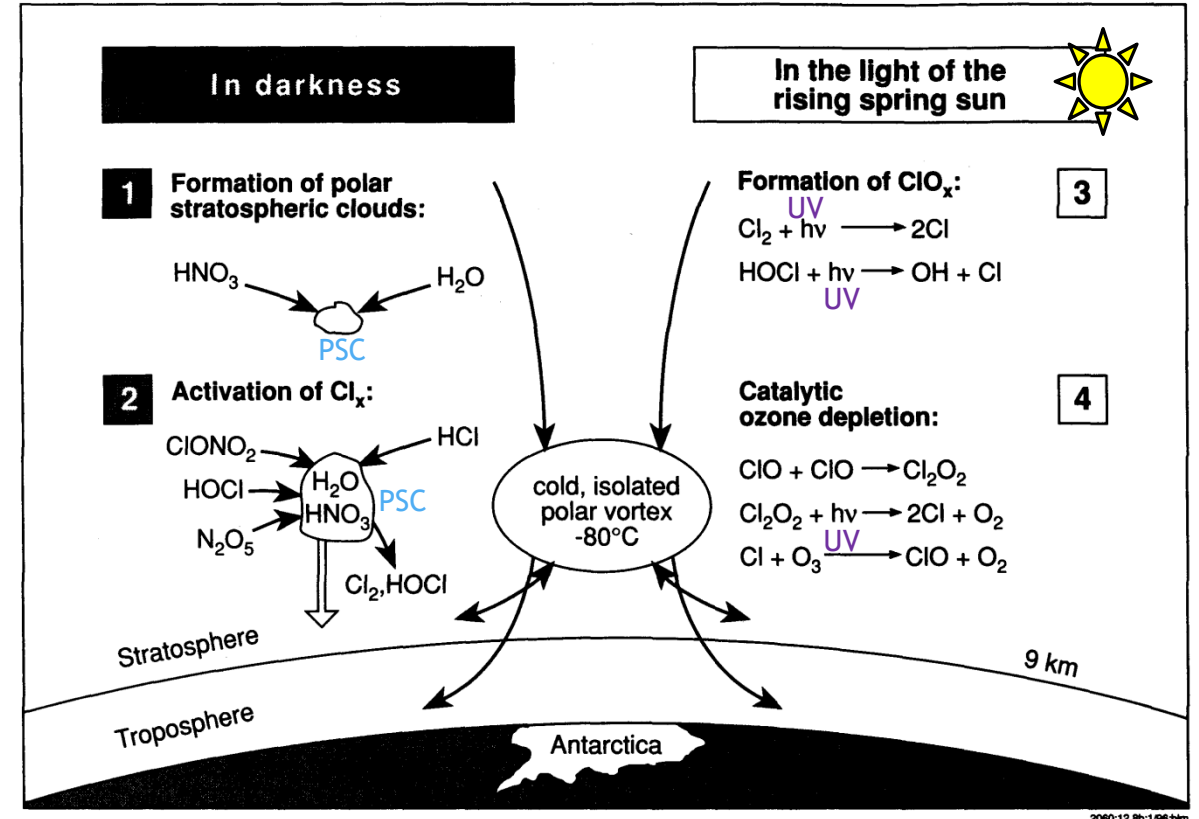 In darkness
In the light of the
rising spring sun
1
Formation of polar
stratospheric clouds:
HNO₃
H₂O
PSC
2
Activation of Clₓ:
ClONO₂
HCl
HOCl
H₂O
PSC
HNO₃
N₂O₅
Cl₂,HOCl
cold, isolated
polar vortex
-80°C
Formation of ClOₓ:
3
UV
Cl₂ + hν → 2Cl
HOCl + hν → OH + Cl
UV
Catalytic
ozone depletion:
4
ClO + ClO → Cl₂O₂
Cl₂O₂ + hν → 2Cl + O₂
UV
Cl + O₃ → ClO + O₂
Stratosphere
9 km
Troposphere
Antarctica